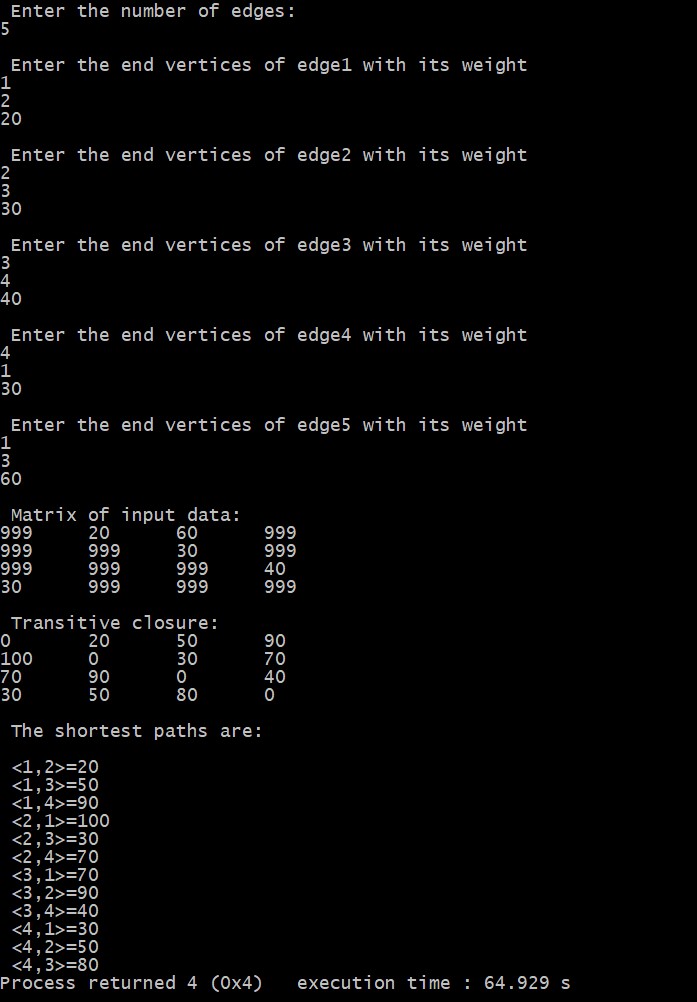 Enter the number of edges:
5
Enter the end vertices of edge1 with its weight
1
2
20
Enter the end vertices of edge2 with its weight
2
3
30
Enter the end vertices of edge3 with its weight
3
4
40
Enter the end vertices of edge4 with its weight
4
1
30
Enter the end vertices of edge5 with its weight
1
3
60
Matrix of input data:
999 20 60 999
999 999 30 999
999 999 999 40
30 999 999 999
Transitive closure:
0 20 50 90
100 0 30 70
70 90 0 40
30 50 80 0
The shortest paths are:
<1,2>=20
<1,3>=50
<1,4>=90
<2,1>=100
<2,3>=30
<2,4>=70
<3,1>=70
<3,2>=90
<3,4>=40
<4,1>=30
<4,2>=50
<4,3>=80
Process returned 4 (0x4) execution time : 64.929 s